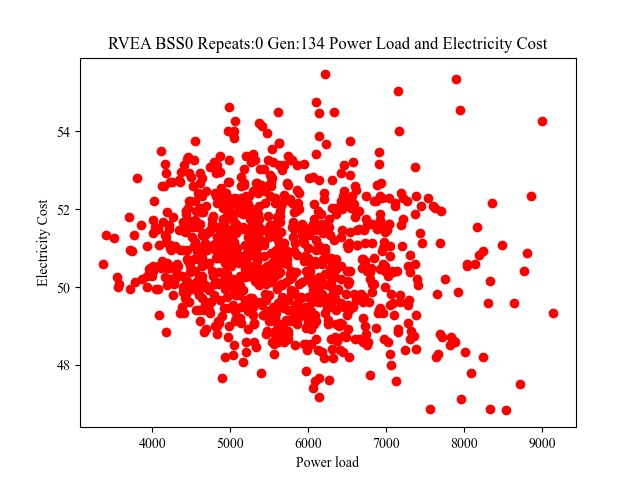 RVEA BSS0 Repeats:0 Gen:134 Power Load and Electricity Cost
Electricity Cost
54
52
50
48
4000 5000 6000 7000 8000 9000
Power load